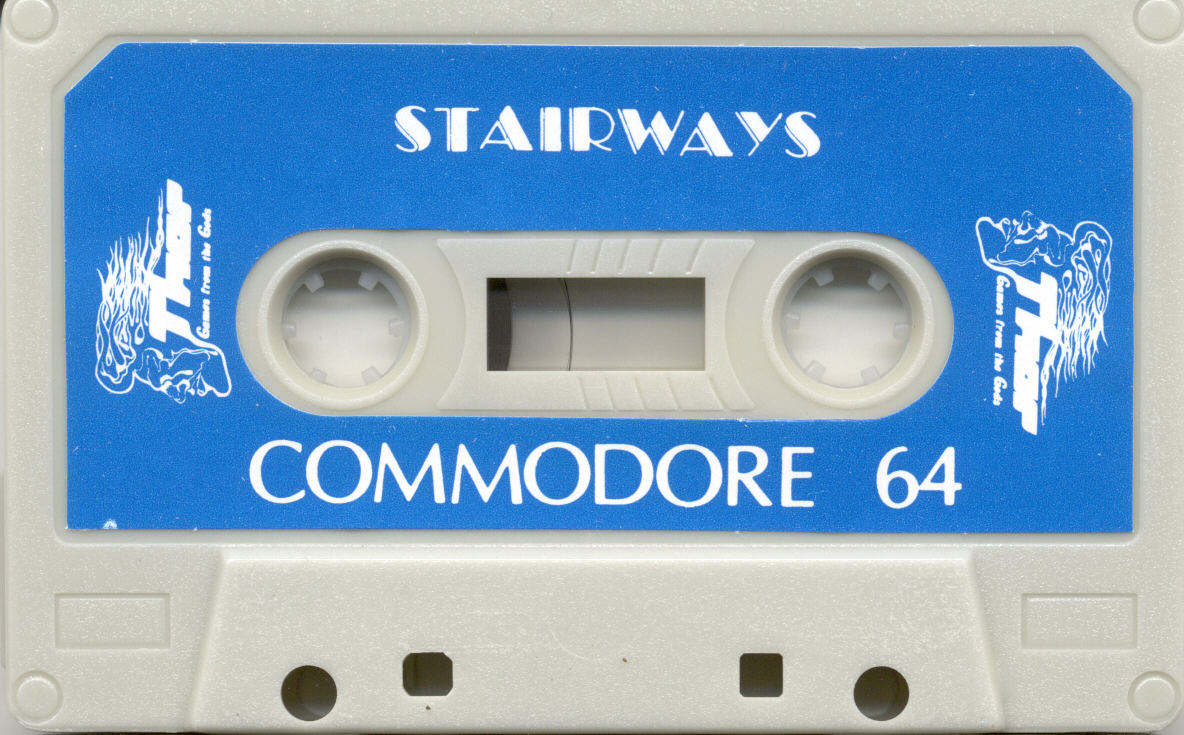 STAIRWAYS
THOR
Games from the Gods
THOR
Games from the Gods
COMMODORE 64